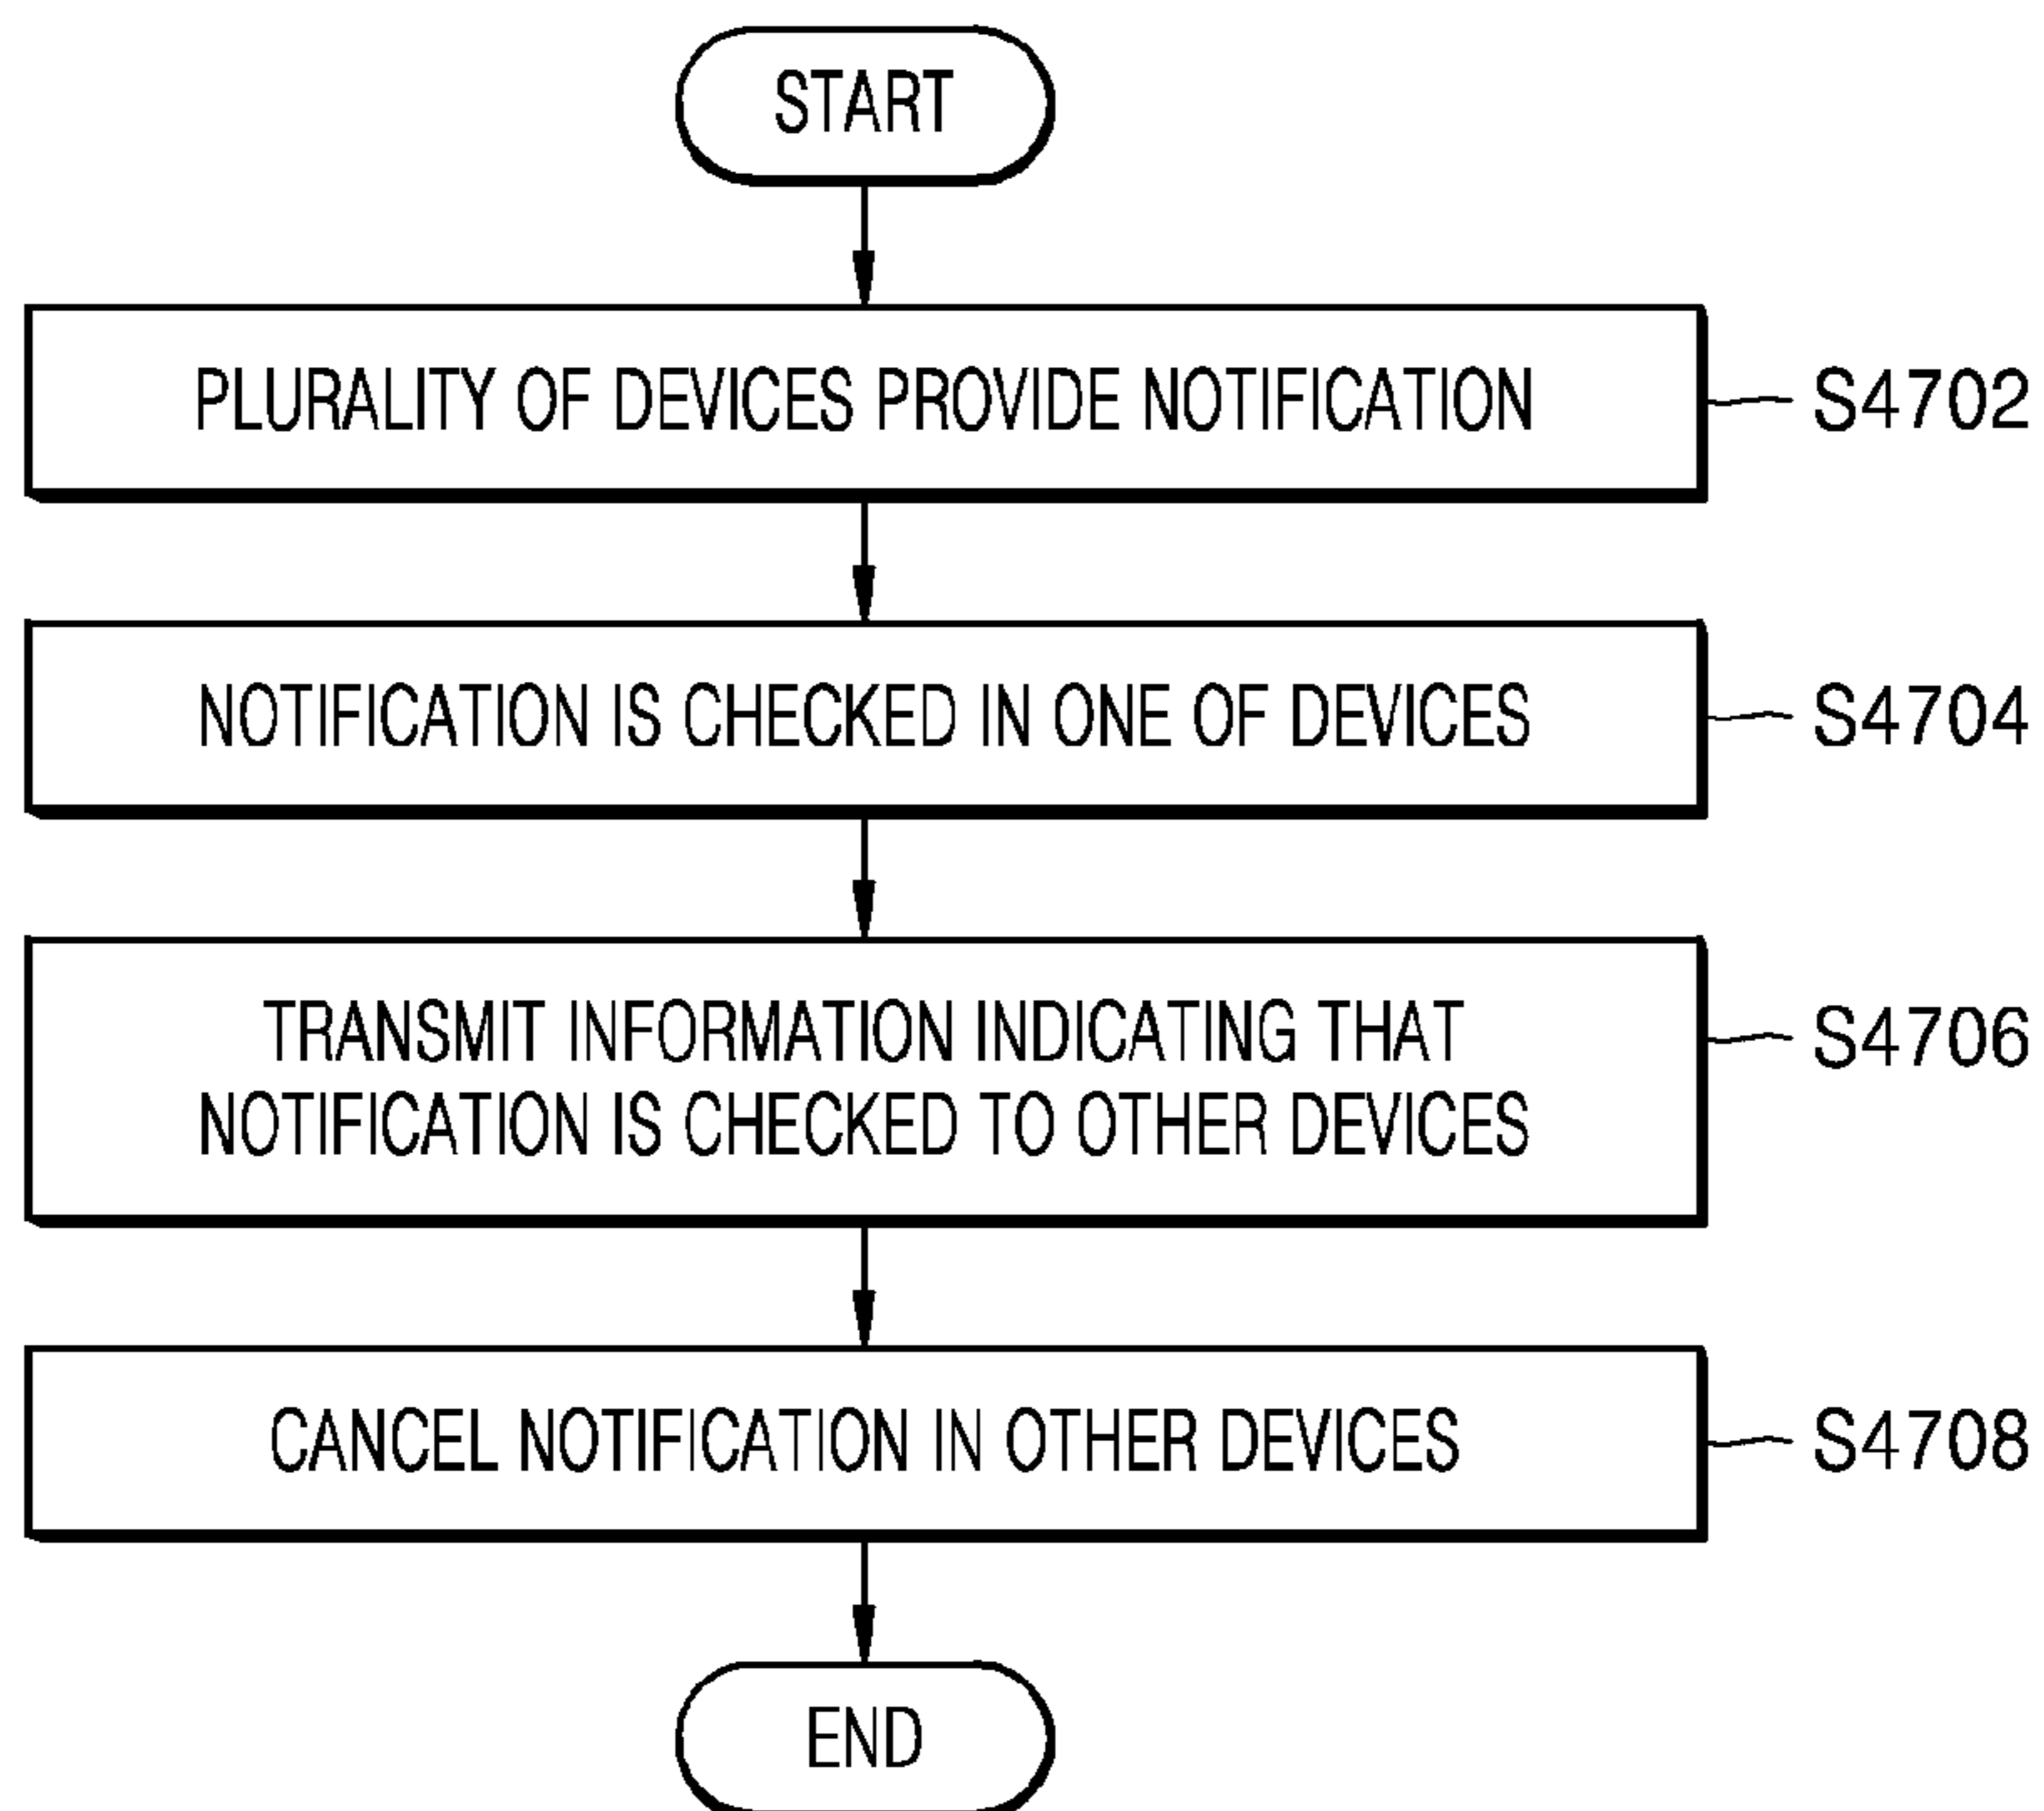 START
PLURALITY OF DEVICES PROVIDE NOTIFICATION
S4702
NOTIFICATION IS CHECKED IN ONE OF DEVICES
S4704
TRANSMIT INFORMATION INDICATING THAT
NOTIFICATION IS CHECKED TO OTHER DEVICES
S4706
CANCEL NOTIFICATION IN OTHER DEVICES
S4708
END